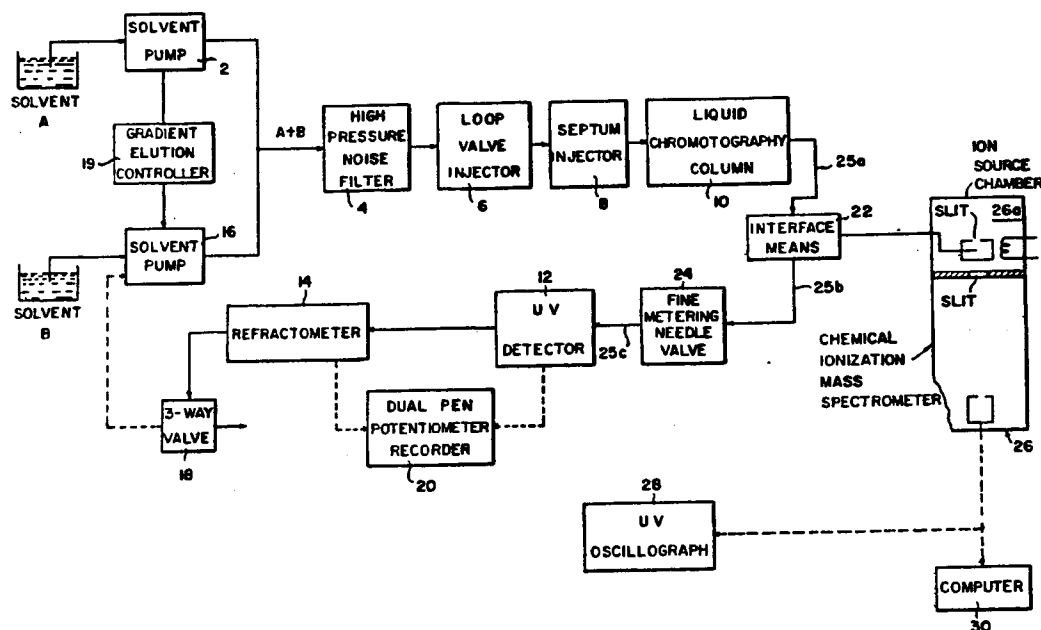 SOLVENT
PUMP
2
SOLVENT
A
19
GRADIENT
ELUTION
CONTROLLER
SOLVENT
PUMP
16
SOLVENT
B
A+B
HIGH
PRESSURE
NOISE
FILTER
4
LOOP
VALVE
INJECTOR
6
SEPTUM
INJECTOR
8
LIQUID
CHROMOTOGRAPHY
COLUMN
10
25a
ION
SOURCE
CHAMBER
SLIT
26a
SLIT
INTERFACE
MEANS
22
25b
24
FINE
METERING
NEEDLE
VALVE
25c
12
UV
DETECTOR
14
REFRACTOMETER
3-WAY
VALVE
18
DUAL PEN
POTENTIOMETER
RECORDER
20
CHEMICAL
IONIZATION
MASS
SPECTROMETER
26
28
UV
OSCILLOGRAPH
COMPUTER
30